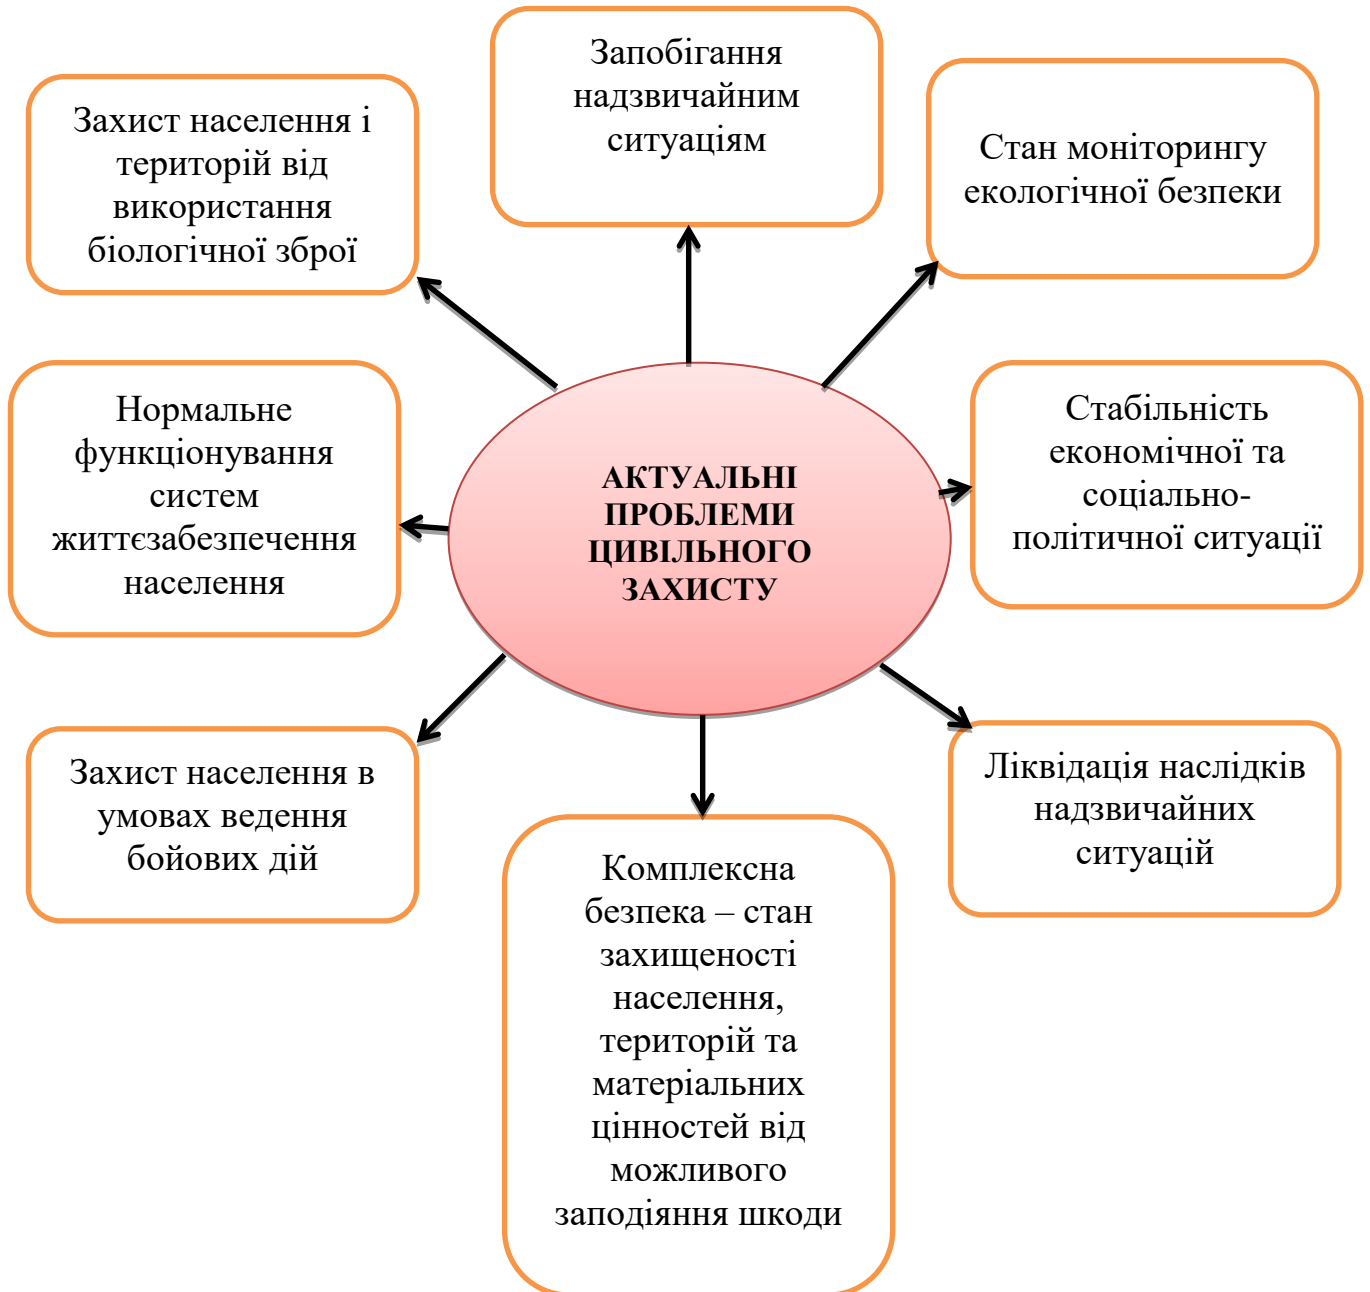 Запобігання
надзвичайним
ситуаціям
Захист населення і
територій від
використання
біологічної зброї
Стан моніторингу
екологічної безпеки
Нормальне
функціонування
систем
життєзабезпечення
населення
АКТУАЛЬНІ
ПРОБЛЕМИ
ЦИВІЛЬНОГО
ЗАХИСТУ
Стабільність
економічної та
соціально-
політичної ситуації
Захист населення в
умовах ведення
бойових дій
Ліквідація наслідків
надзвичайних
ситуацій
Комплексна
безпека – стан
захищеності
населення,
територій та
матеріальних
цінностей від
можливого
заподіяння шкоди